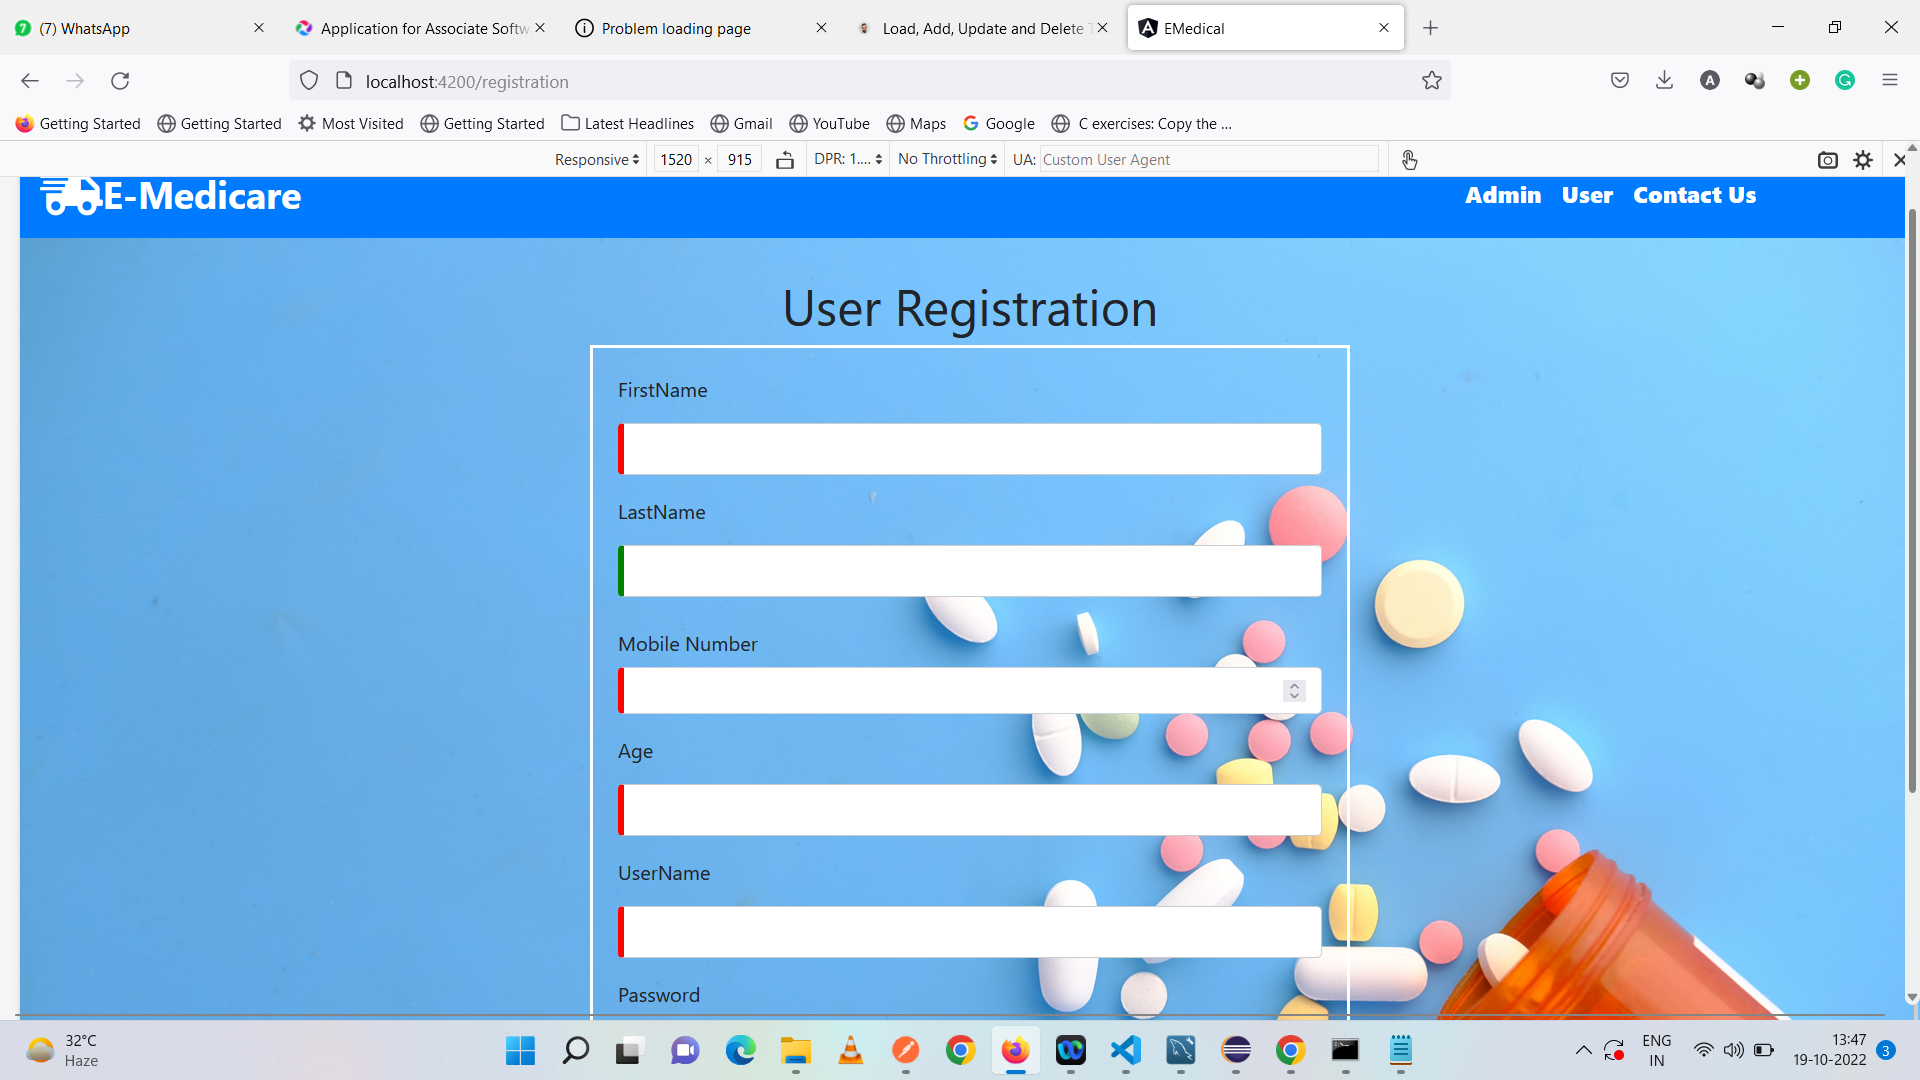 (7) WhatsApp
Application for Associate Softw
Problem loading page
Load, Add, Update and Delete T
EMedical
localhost:4200/registration
Getting Started
Getting Started
Most Visited
Getting Started
Latest Headlines
Gmail
YouTube
Maps
Google
C exercises: Copy the ...
Responsive
1520 × 915
DPR: 1....
No Throttling
UA: Custom User Agent
E-Medicare
Admin
User
Contact Us
User Registration
FirstName
LastName
Mobile Number
Age
UserName
Password
32°C
Haze
ENG
IN
13:47
19-10-2022
3